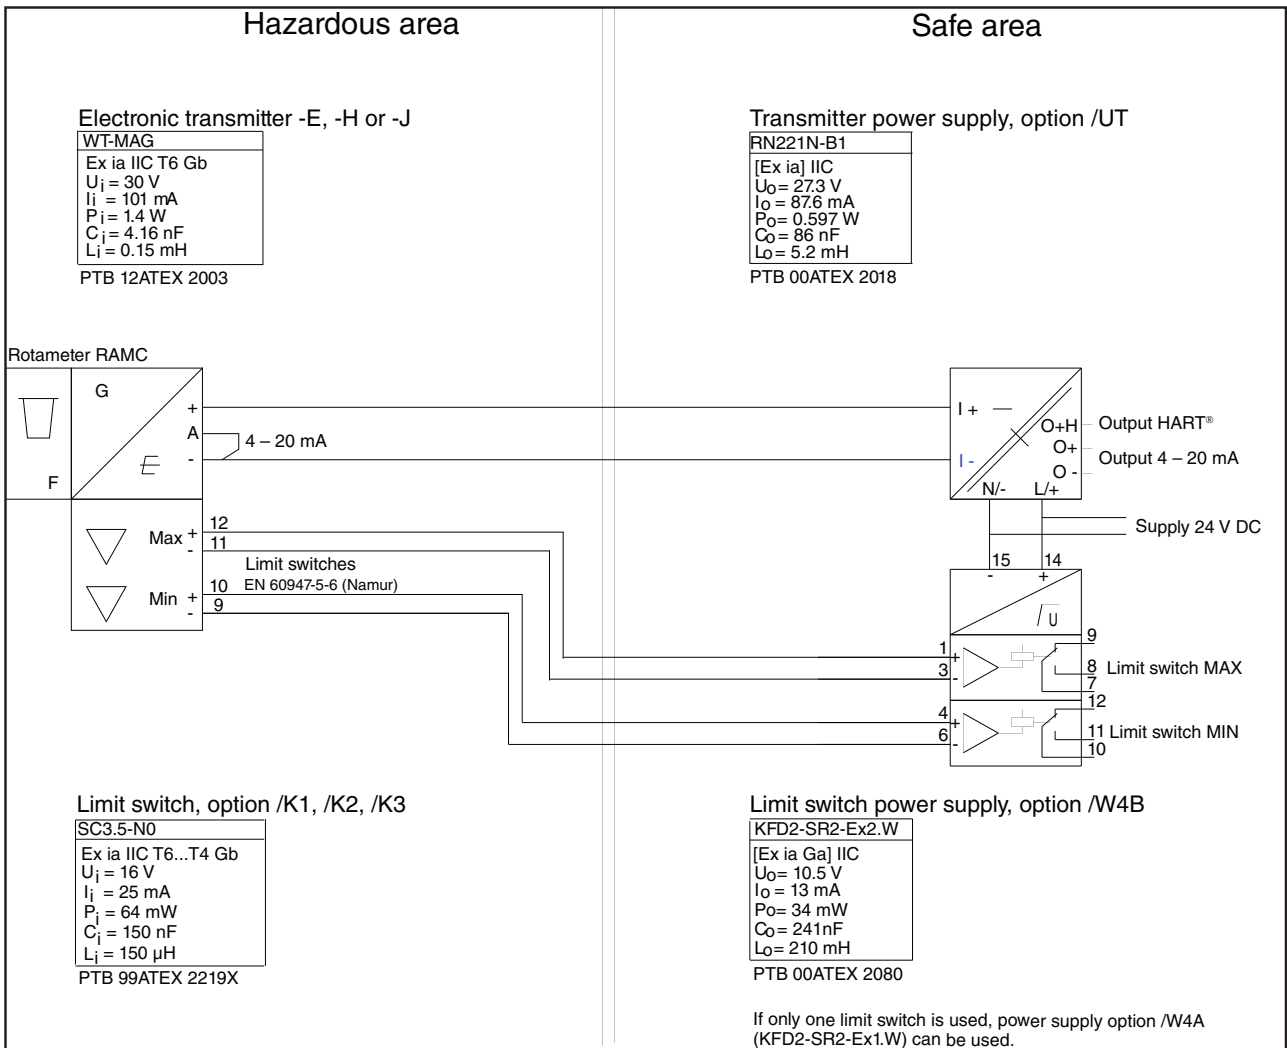 Hazardous area
Safe area
Electronic transmitter -E, -H or -J
WT-MAG
Ex ia IIC T6 Gb
Ui = 30 V
Ii = 101 mA
Pi = 1.4 W
Ci = 4.16 nF
Li = 0.15 mH
PTB 12ATEX 2003
Transmitter power supply, option /UT
RN221N-B1
[Ex ia] IIC
Uo = 27.3 V
Io = 87.6 mA
Po= 0.597 W
Co = 86 nF
Lo = 5.2 mH
PTB 00ATEX 2018
Rotameter RAMC
G
+
A
-
E
F
4 – 20 mA
I +
I -
O+H
O+
O -
N/-
L/+
Output HART®
Output 4 – 20 mA
Supply 24 V DC
Max + 12
- 11
Limit switches
EN 60947-5-6 (Namur)
Min + 10
- 9
15
14
-
+
U
1
+
3
-
9
8 Limit switch MAX
7
4
+
6
-
12
11 Limit switch MIN
10
Limit switch, option /K1, /K2, /K3
SC3.5-N0
Ex ia IIC T6...T4 Gb
Ui = 16 V
Ii = 25 mA
Pi = 64 mW
Ci = 150 nF
Li = 150 µH
PTB 99ATEX 2219X
Limit switch power supply, option /W4B
KFD2-SR2-Ex2.W
[Ex ia Ga] IIC
Uo= 10.5 V
Io = 13 mA
Po= 34 mW
Co = 241nF
Lo = 210 mH
PTB 00ATEX 2080
If only one limit switch is used, power supply option /W4A
(KFD2-SR2-Ex1.W) can be used.